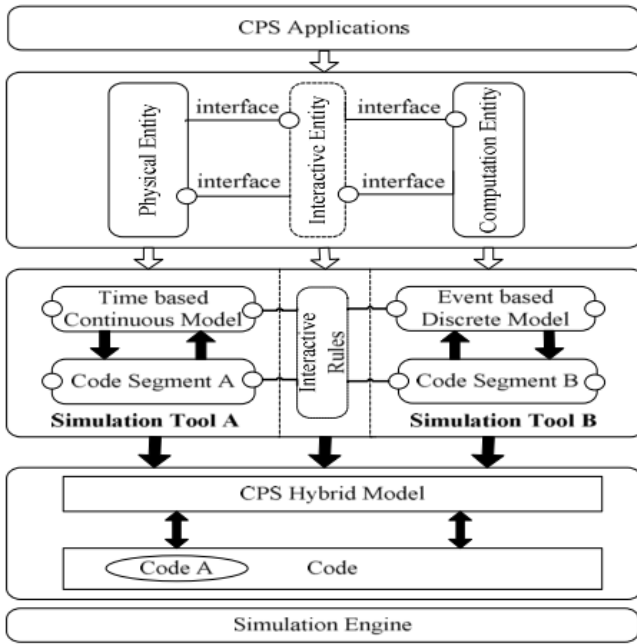 CPS Applications
interface
interface
Physical Entity
Interactive Entity
Computation Entity
interface
interface
Time based
Continuous Model
Event based
Discrete Model
Interactive
Rules
Code Segment A
Code Segment B
Simulation Tool A
Simulation Tool B
CPS Hybrid Model
Code A
Code
Simulation Engine